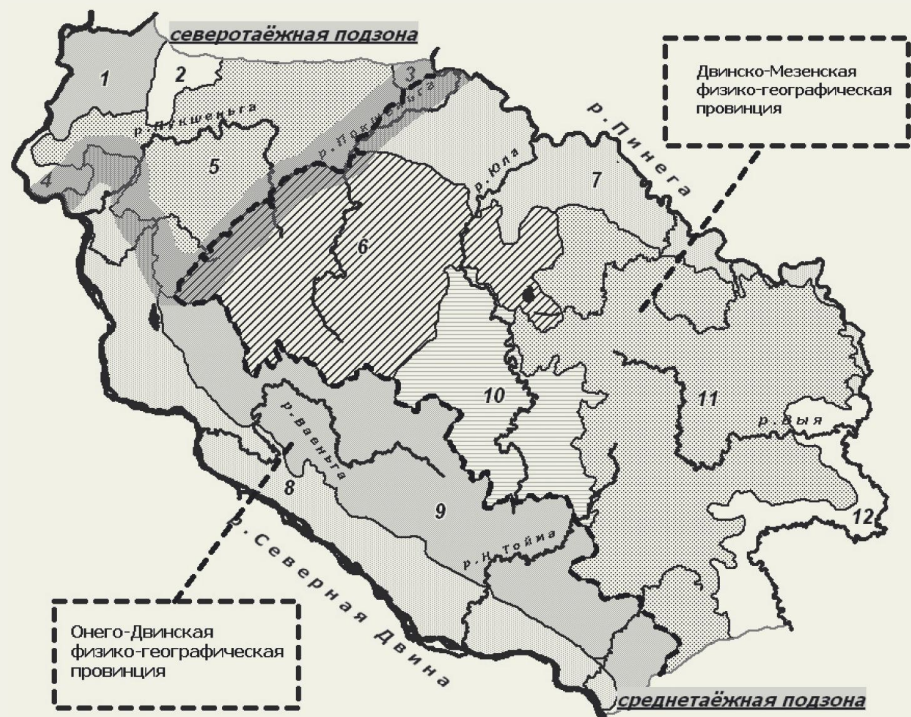 северотаёжная подзона
1
2
3
Двинско-Мезенская
физико-географическая
провинция
р.Пукшеньга
р.Покшеньга
р.Пинега
4
5
р.Юла
7
6
10
11
р.Выя
р.Ваеньга
8
9
12
р.Н.Тойма
р.Северная Двина
Онего-Двинская
физико-географическая
провинция
среднетаёжная подзона